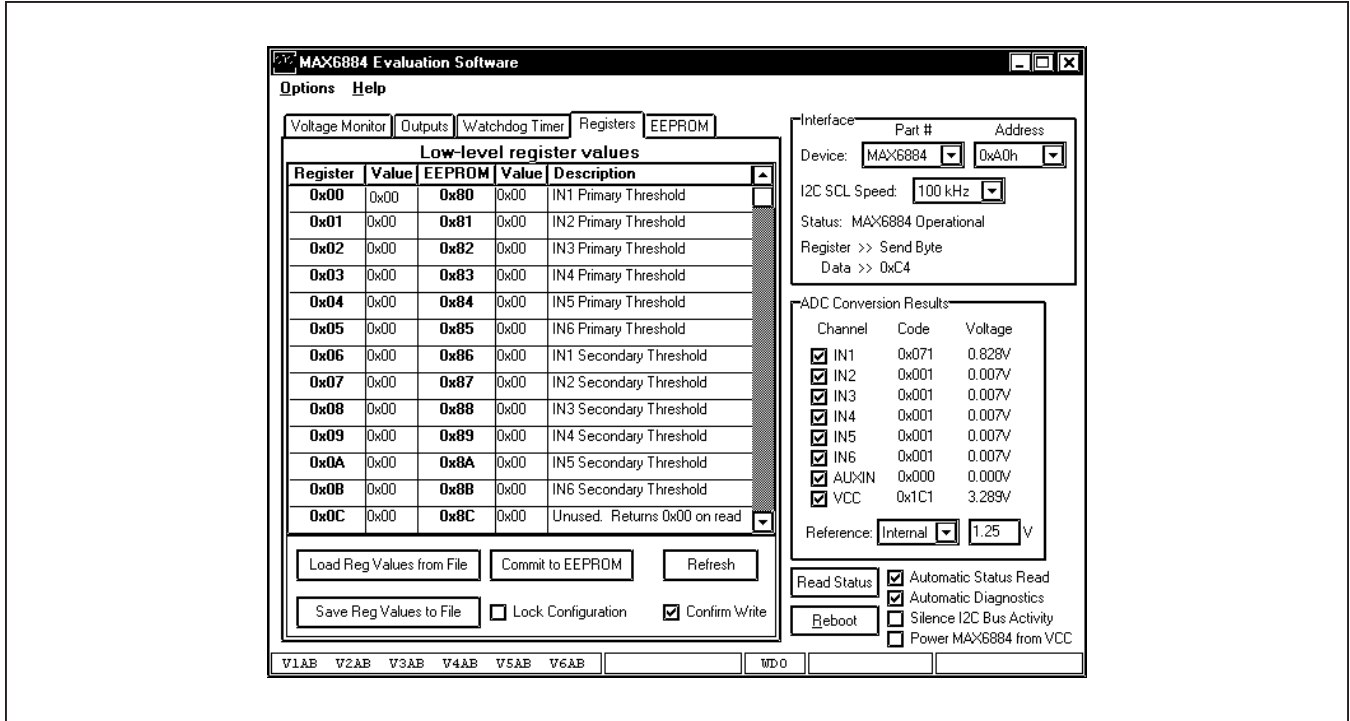 MAX6884 Evaluation Software
Options Help
Voltage Monitor Outputs Watchdog Timer Registers EEPROM
Low-level register values
Register Value EEPROM Value Description
0x00 0x00 0x80 0x00 IN1 Primary Threshold
0x01 0x00 0x81 0x00 IN2 Primary Threshold
0x02 0x00 0x82 0x00 IN3 Primary Threshold
0x03 0x00 0x83 0x00 IN4 Primary Threshold
0x04 0x00 0x84 0x00 IN5 Primary Threshold
0x05 0x00 0x85 0x00 IN6 Primary Threshold
0x06 0x00 0x86 0x00 IN1 Secondary Threshold
0x07 0x00 0x87 0x00 IN2 Secondary Threshold
0x08 0x00 0x88 0x00 IN3 Secondary Threshold
0x09 0x00 0x89 0x00 IN4 Secondary Threshold
0x0A 0x00 0x8A 0x00 IN5 Secondary Threshold
0x0B 0x00 0x8B 0x00 IN6 Secondary Threshold
0x0C 0x00 0x8C 0x00 Unused. Returns 0x00 on read
Load Reg Values from File Commit to EEPROM Refresh
Save Reg Values to File Lock Configuration Confirm Write
Interface
Part # Address
Device: MAX6884 0xA0h
I2C SCL Speed: 100 kHz
Status: MAX6884 Operational
Register >> Send Byte
Data >> 0xC4
ADC Conversion Results
Channel Code Voltage
IN1 0x071 0.828V
IN2 0x001 0.007V
IN3 0x001 0.007V
IN4 0x001 0.007V
IN5 0x001 0.007V
IN6 0x001 0.007V
AUXIN 0x000 0.000V
VCC 0x1C1 3.289V
Reference: Internal 1.25 V
Read Status Automatic Status Read
Automatic Diagnostics
Reboot Silence I2C Bus Activity
Power MAX6884 from VCC
V1AB V2AB V3AB V4AB V5AB V6AB WDO